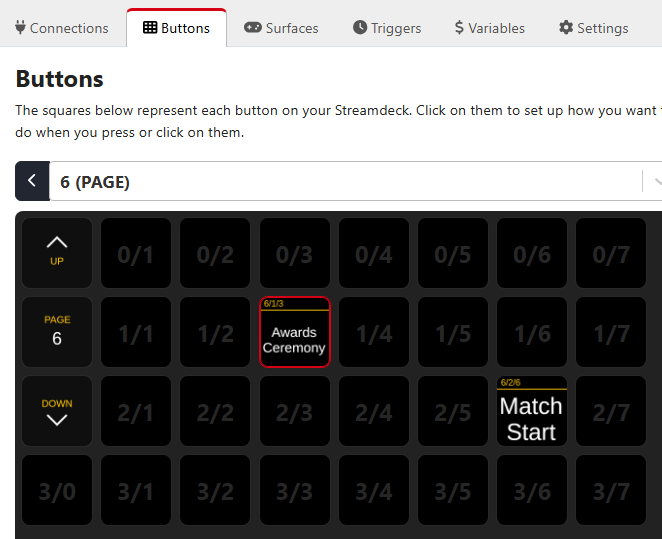 Connections Buttons Surfaces Triggers Variables Settings
Buttons
The squares below represent each button on your Streamdeck. Click on them to set up how you want
do when you press or click on them.
6 (PAGE)
UP 0/1 0/2 0/3 0/4 0/5 0/6 0/7
PAGE
6
1/1 1/2
6/1/3
Awards
Ceremony
1/4 1/5 1/6 1/7
DOWN
2/1 2/2 2/3 2/4 2/5
6/2/6
Match
Start
2/7
3/0 3/1 3/2 3/3 3/4 3/5 3/6 3/7